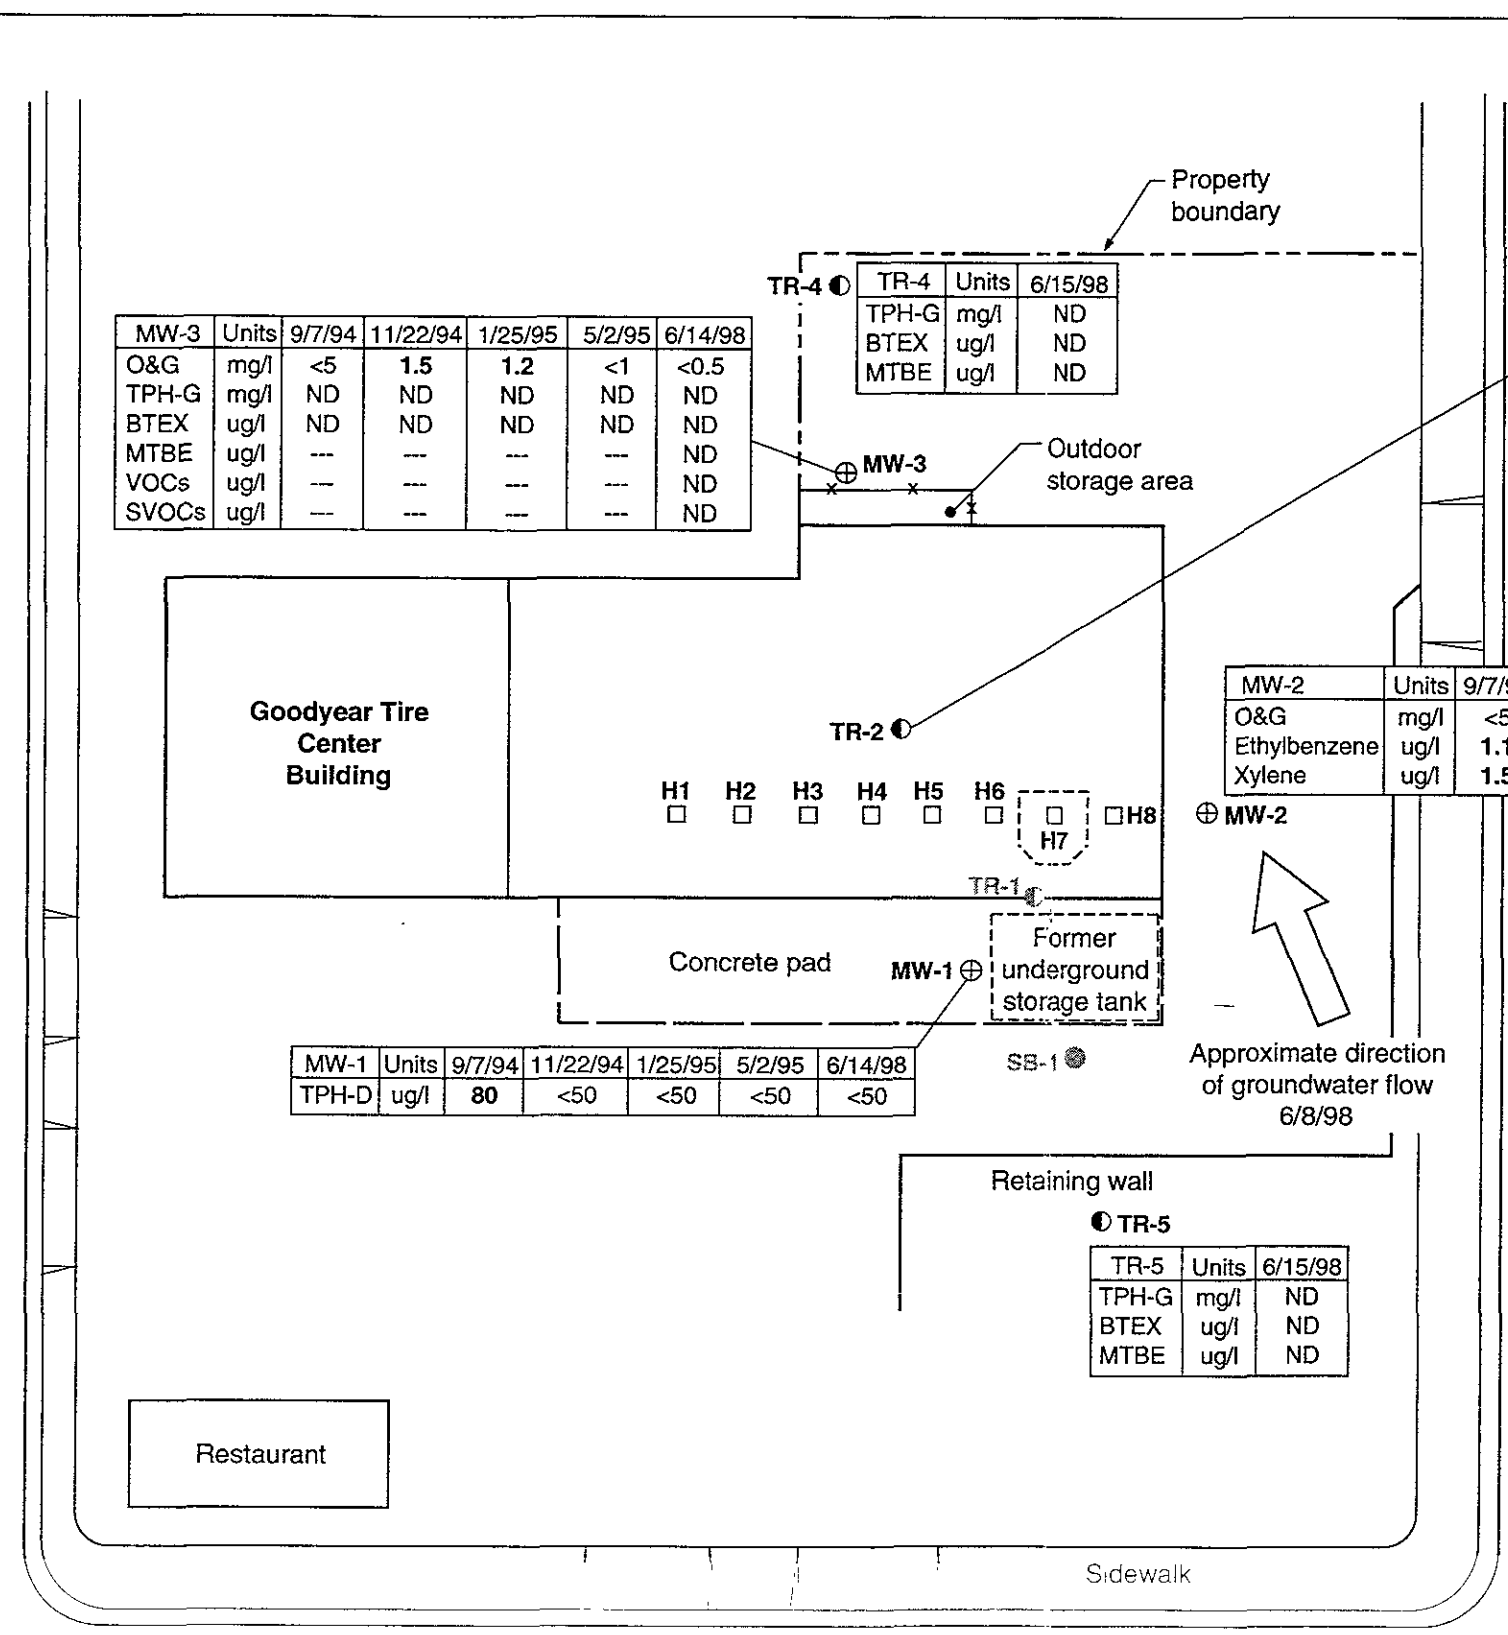 Property
boundary
TR-4
TR-4 Units 6/15/98
TPH-G mg/l ND
BTEX ug/l ND
MTBE ug/l ND
MW-3 Units 9/7/94 11/22/94 1/25/95 5/2/95 6/14/98
O&G mg/l <5 1.5 1.2 <1 <0.5
TPH-G mg/l ND ND ND ND ND
BTEX ug/l ND ND ND ND ND
MTBE ug/l --- --- --- --- ND
VOCs ug/l --- --- --- --- ND
SVOCs ug/l --- --- --- --- ND
MW-3
Outdoor
storage area
x x
x
Goodyear Tire
Center
Building
TR-2
MW-2 Units
O&G mg/l <5
Ethylbenzene ug/l
Xylene ug/l
H1 H2 H3 H4 H5 H6
H7
H8
MW-2
TR-1
Former
underground
storage tank
Concrete pad
MW-1
MW-1 Units 9/7/94 11/22/94 1/25/95 5/2/95 6/14/98
TPH-D ug/l 80 <50 <50 <50 <50
SB-1
Approximate direction
of groundwater flow
6/8/98
Retaining wall
TR-5
TR-5 Units 6/15/98
TPH-G mg/l ND
BTEX ug/l ND
MTBE ug/l ND
Restaurant
Sidewalk